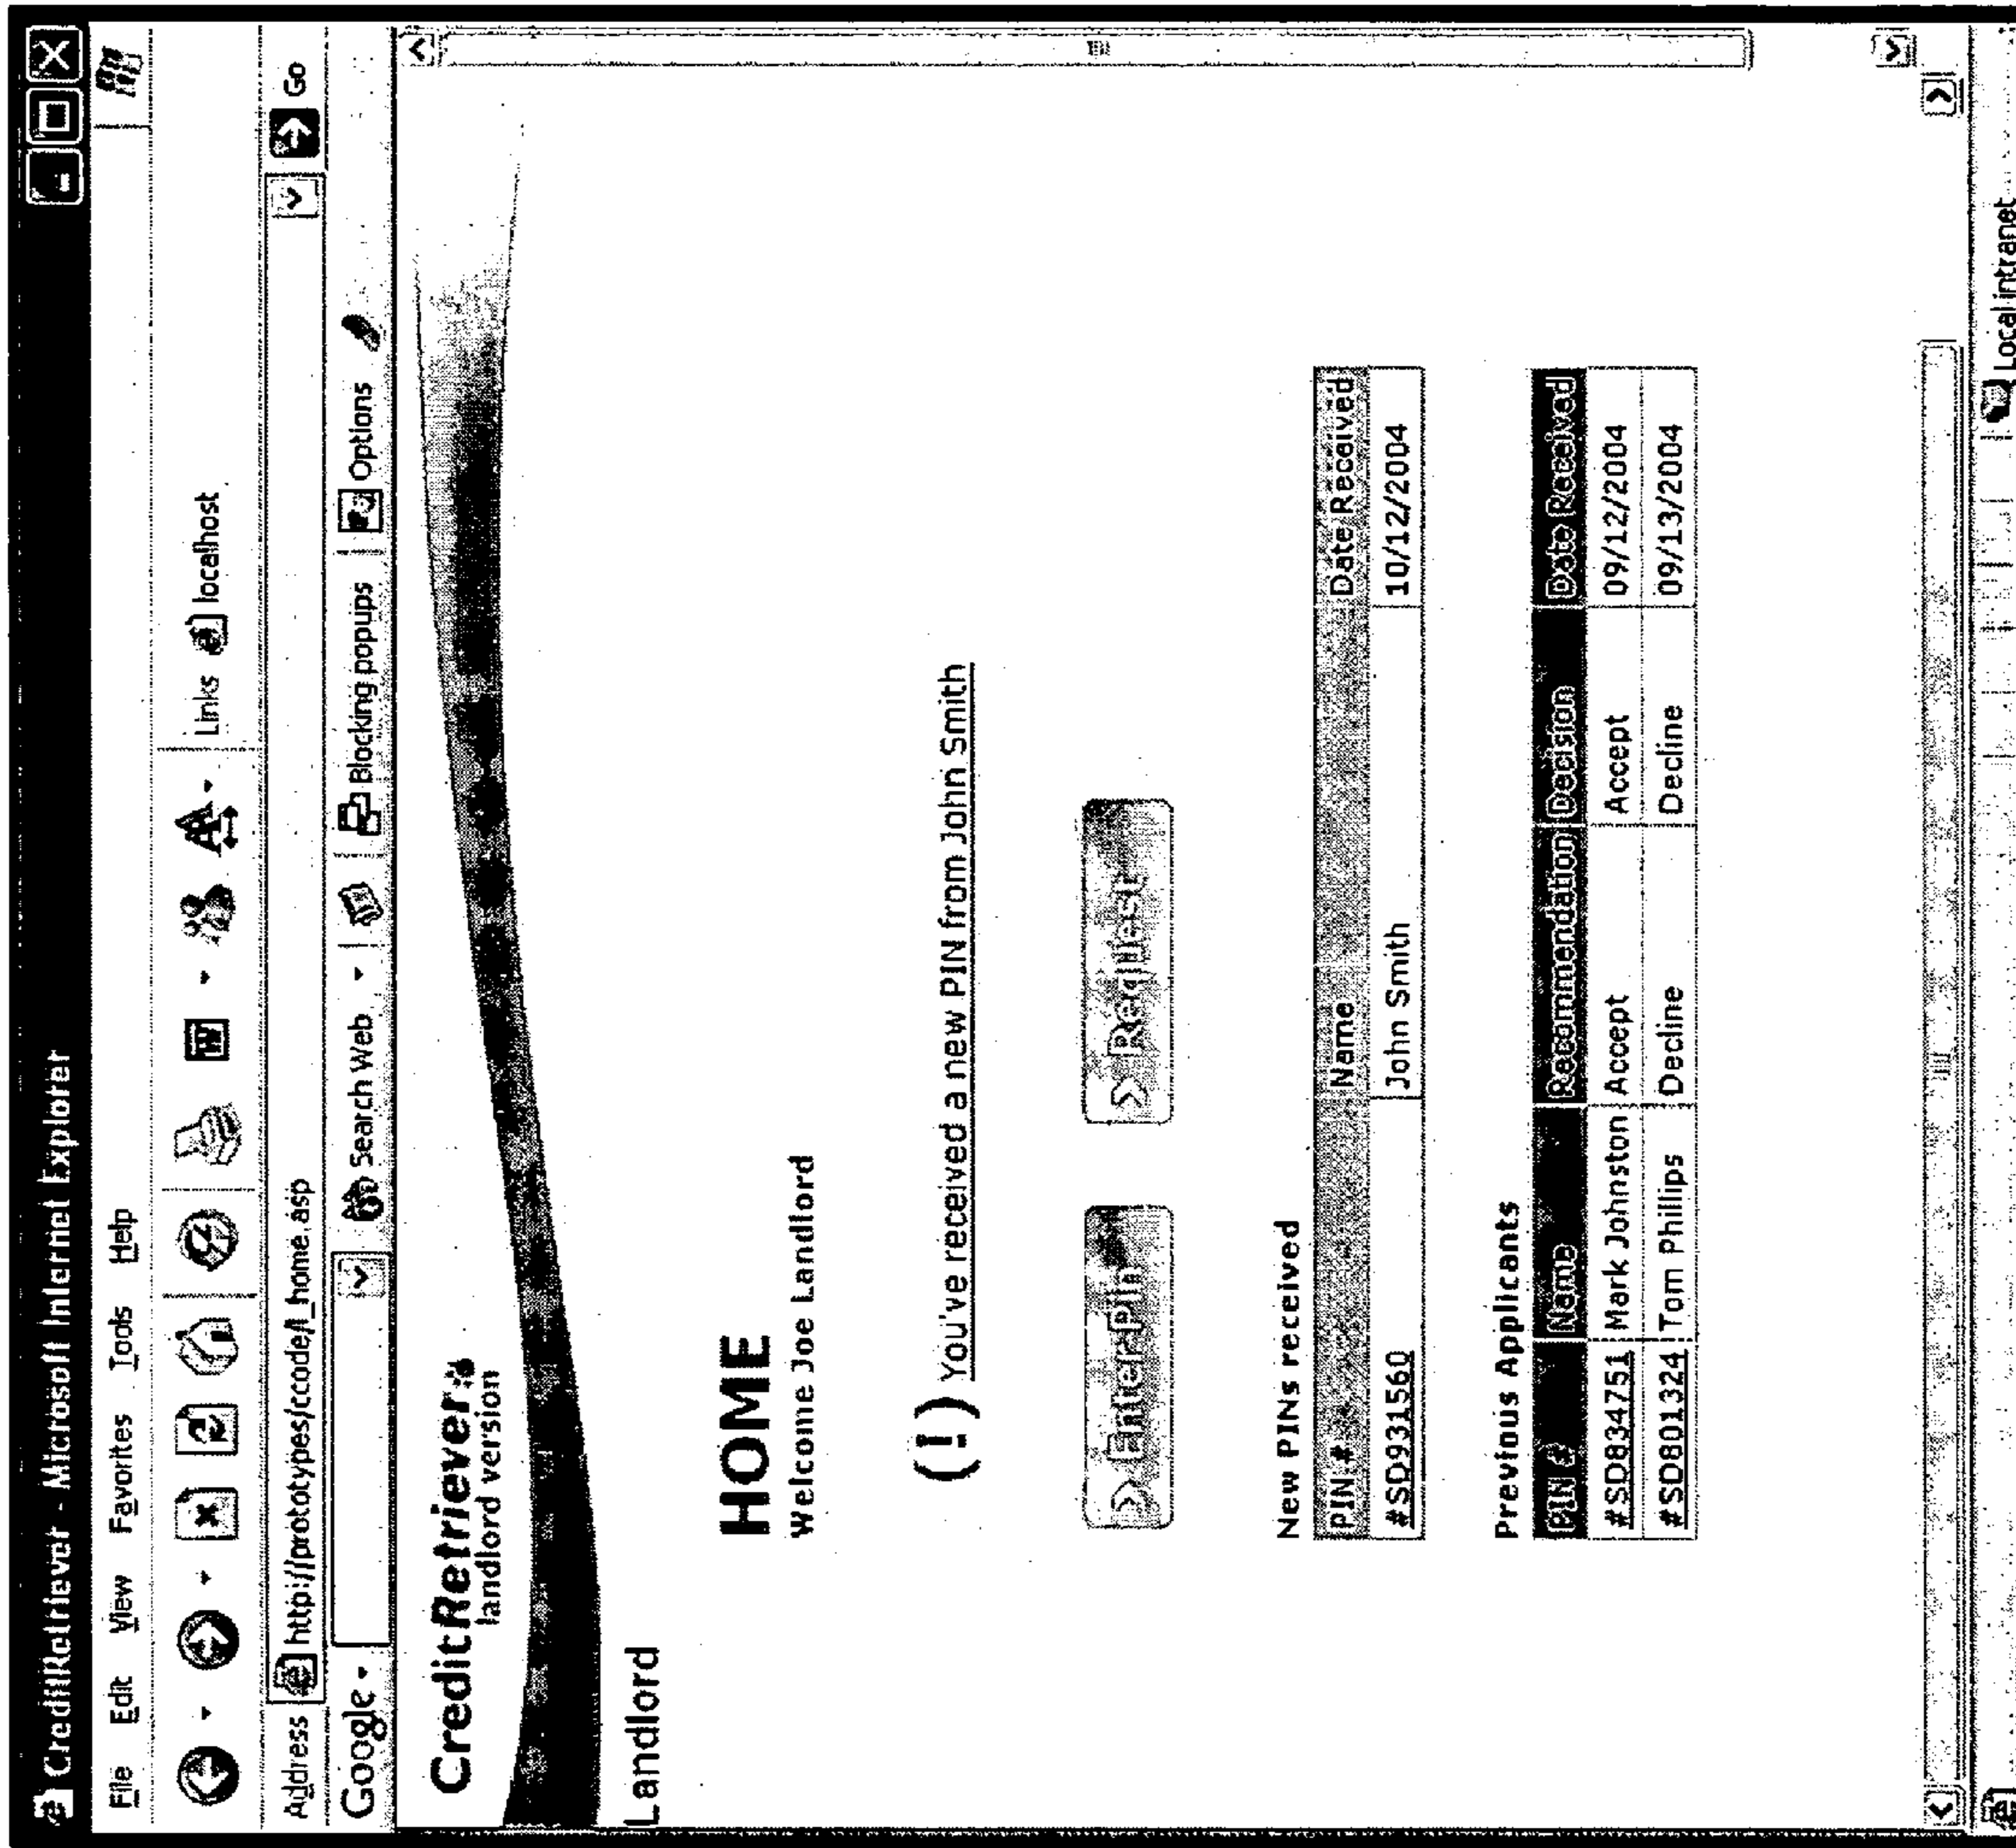 CreditRetriever - Microsoft Internet Explorer
File Edit View Favorites Tools Help
Links localhost
Address http://prototypes/ccode/l_home.asp Go
Google Search Web Blocking popups Options
CreditRetriever
landlord version
Landlord
HOME
Welcome Joe Landlord
(!) You've received a new PIN from John Smith
>> Enter Pin >> Request
New PINs received
PIN # Name Date Received
#SD931560 John Smith 10/12/2004
Previous Applicants
PIN # Name Recommendation Decision Date Received
#SD834751 Mark Johnston Accept Accept 09/12/2004
#SD801324 Tom Phillips Decline Decline 09/13/2004
Local intranet